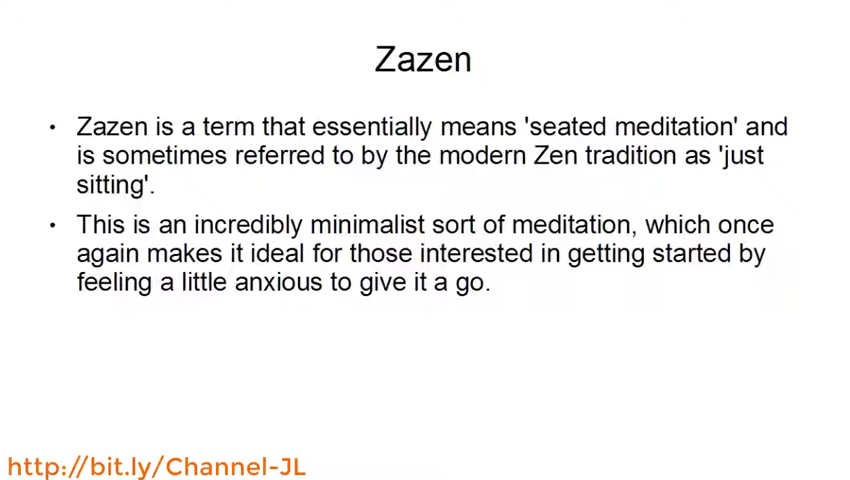 Zazen
• Zazen is a term that essentially means 'seated meditation' and
is sometimes referred to by the modern Zen tradition as 'just
sitting'.
• This is an incredibly minimalist sort of meditation, which once
again makes it ideal for those interested in getting started by
feeling a little anxious to give it a go.
http://bit.ly/Channel-JL